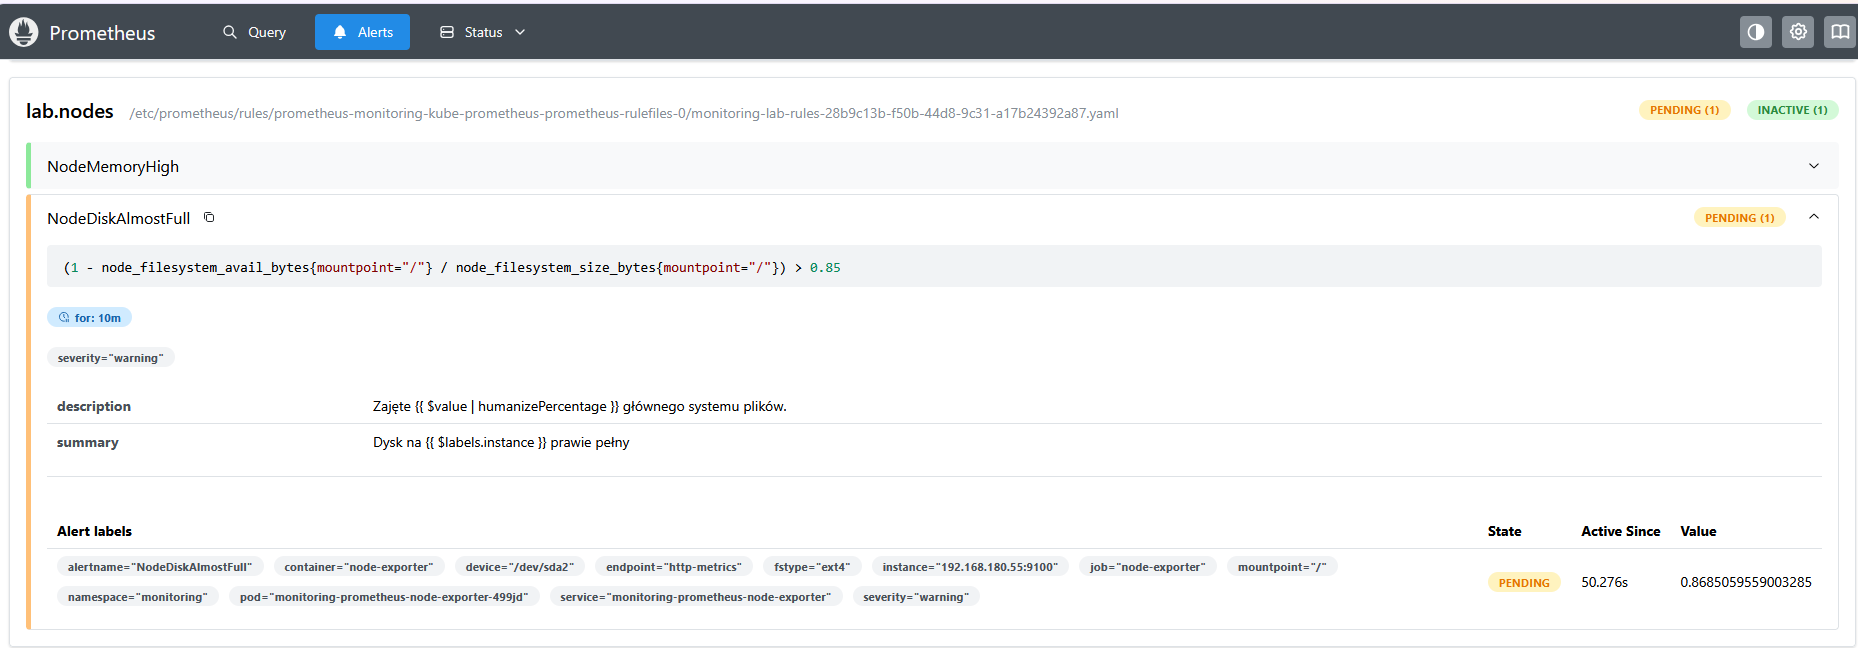 Prometheus Query Alerts Status
lab.nodes /etc/prometheus/rules/prometheus-monitoring-kube-prometheus-prometheus-rulefiles-0/monitoring-lab-rules-28b9c13b-f50b-44d8-9c31-a17b24392a87.yaml PENDING (1) INACTIVE (1)
NodeMemoryHigh
NodeDiskAlmostFull PENDING (1)
(1 - node_filesystem_avail_bytes{mountpoint="/"} / node_filesystem_size_bytes{mountpoint="/"}) > 0.85
for: 10m
severity="warning"
description Zajęte {{ $value | humanizePercentage }} głównego systemu plików.
summary Dysk na {{ $labels.instance }} prawie pełny
Alert labels State Active Since Value
alertname="NodeDiskAlmostFull" container="node-exporter" device="/dev/sda2" endpoint="http-metrics" fstype="ext4" instance="192.168.180.55:9100" job="node-exporter" mountpoint="/"
PENDING 50.276s 0.8685059559003285
namespace="monitoring" pod="monitoring-prometheus-node-exporter-499jd" service="monitoring-prometheus-node-exporter" severity="warning"